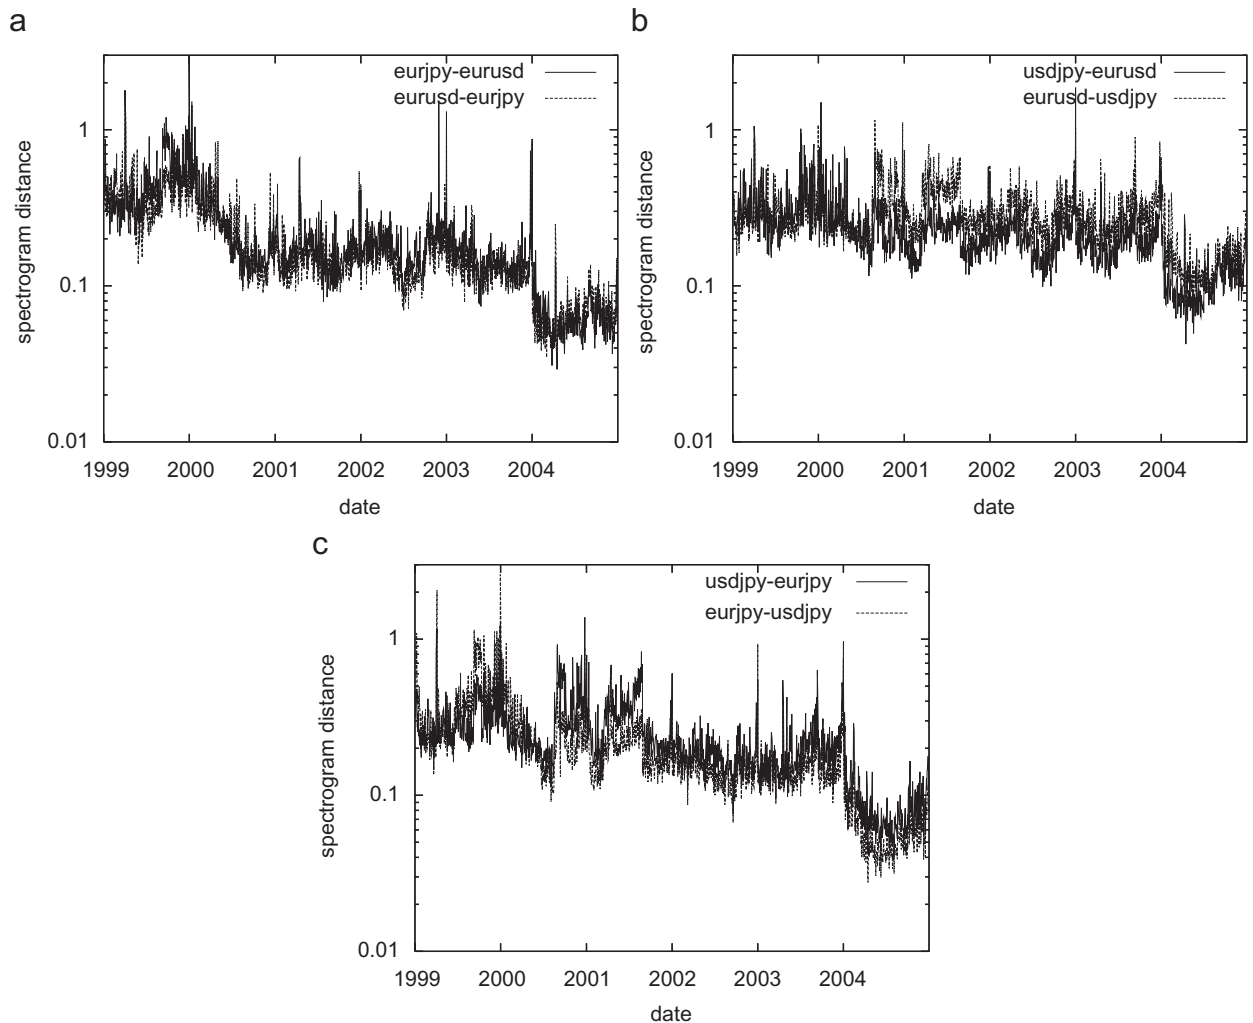 a
eurjpy-eurusd
eurusd-eurjpy
1
0.1
0.01
spectrogram distance
1999 2000 2001 2002 2003 2004
date
b
usdjpy-eurusd
eurusd-usdjpy
1
0.1
0.01
spectrogram distance
1999 2000 2001 2002 2003 2004
date
c
usdjpy-eurjpy
eurjpy-usdjpy
1
0.1
0.01
spectrogram distance
1999 2000 2001 2002 2003 2004
date